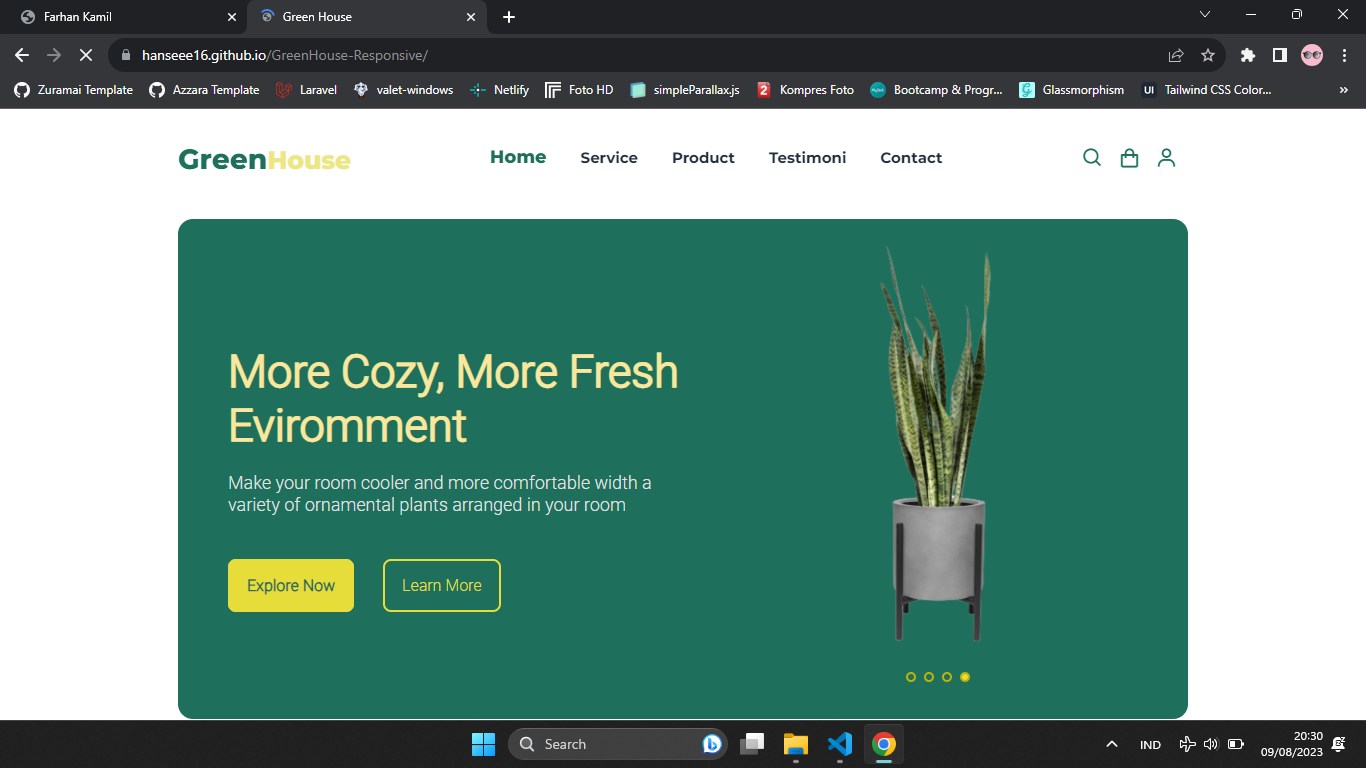 Farhan Kamil
Green House
hanseee16.github.io/GreenHouse-Responsive/
Zuramai Template
Azzara Template
Laravel
valet-windows
Netlify
Foto HD
simpleParallax.js
2 Kompres Foto
Bootcamp & Progr...
Glassmorphism
UI Tailwind CSS Color...
»
GreenHouse
Home
Service
Product
Testimoni
Contact
More Cozy, More Fresh
Eviromment
Make your room cooler and more comfortable width a
variety of ornamental plants arranged in your room
Explore Now
Learn More
Search
IND
20:30
09/08/2023